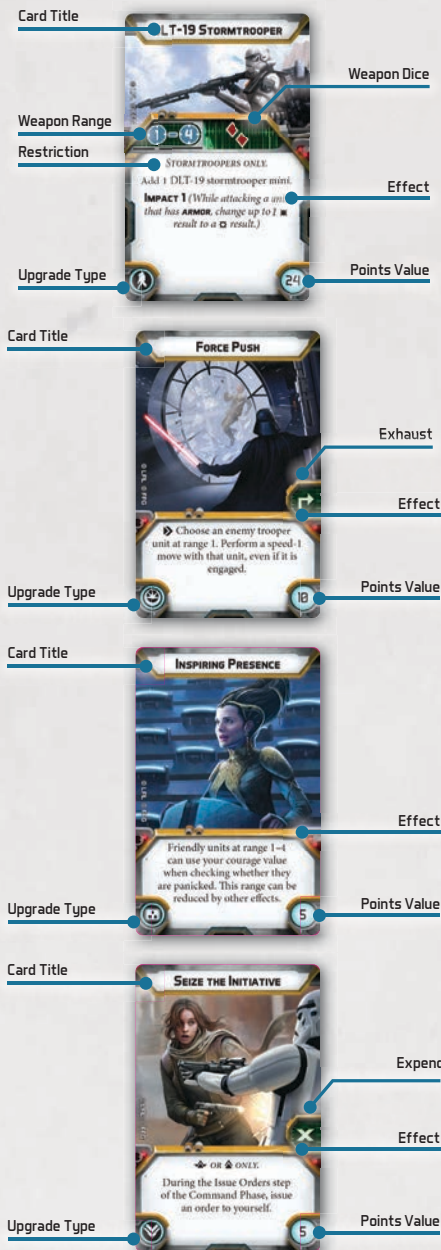 Card Title
LT-19 STORMTROOPER
Weapon Dice
Weapon Range
1 - 4
Restriction
STORMTROOPERS ONLY.
Add 1 DLT-19 stormtrooper mini.
Effect
IMPACT 1 (While attacking a
that has ARMOR, change up to 1
result to a result.)
Upgrade Type
24
Points Value
Card Title
FORCE PUSH
Exhaust
Effect
Choose an enemy trooper
unit at range 1. Perform a speed-1
move with that unit, even if it is
engaged.
Upgrade Type
10
Points Value
Card Title
INSPIRING PRESENCE
Effect
Friendly units at range 1–4
can use your courage value
when checking whether they
are panicked. This range can be
reduced by other effects.
Upgrade Type
5
Points Value
Card Title
SEIZE THE INITIATIVE
Expend
Effect
OR ONLY.
During the Issue Orders step
of the Command Phase, issue
an order to yourself.
Upgrade Type
5
Points Value